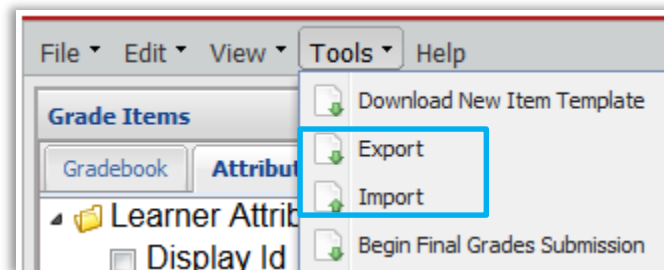 File Edit View Tools Help
Download New Item Template
Grade Items
Export
Gradebook
Import
Learner
Begin Final Grades Submission
Display Id